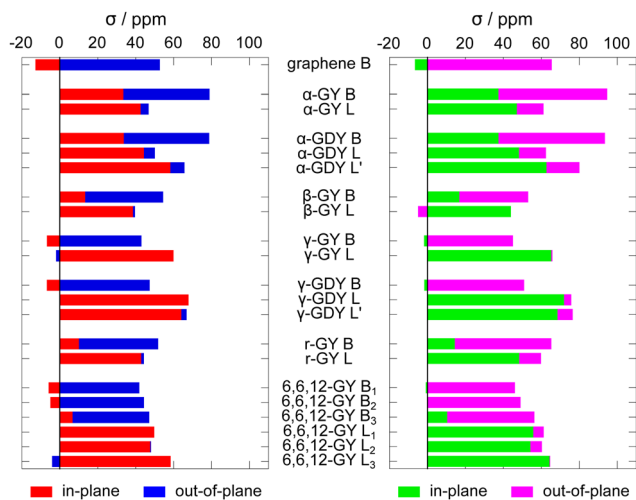 σ / ppm σ / ppm
-20 0 20 40 60 80 100 -20 0 20 40 60 80 100
graphene B
α-GY B
α-GY L
α-GDY B
α-GDY L
α-GDY L'
β-GY B
β-GY L
γ-GY B
γ-GY L
γ-GDY B
γ-GDY L
γ-GDY L'
r-GY B
r-GY L
6,6,12-GY B₁
6,6,12-GY B₂
6,6,12-GY B₃
6,6,12-GY L₁
6,6,12-GY L₂
6,6,12-GY L₃
in-plane out-of-plane in-plane out-of-plane